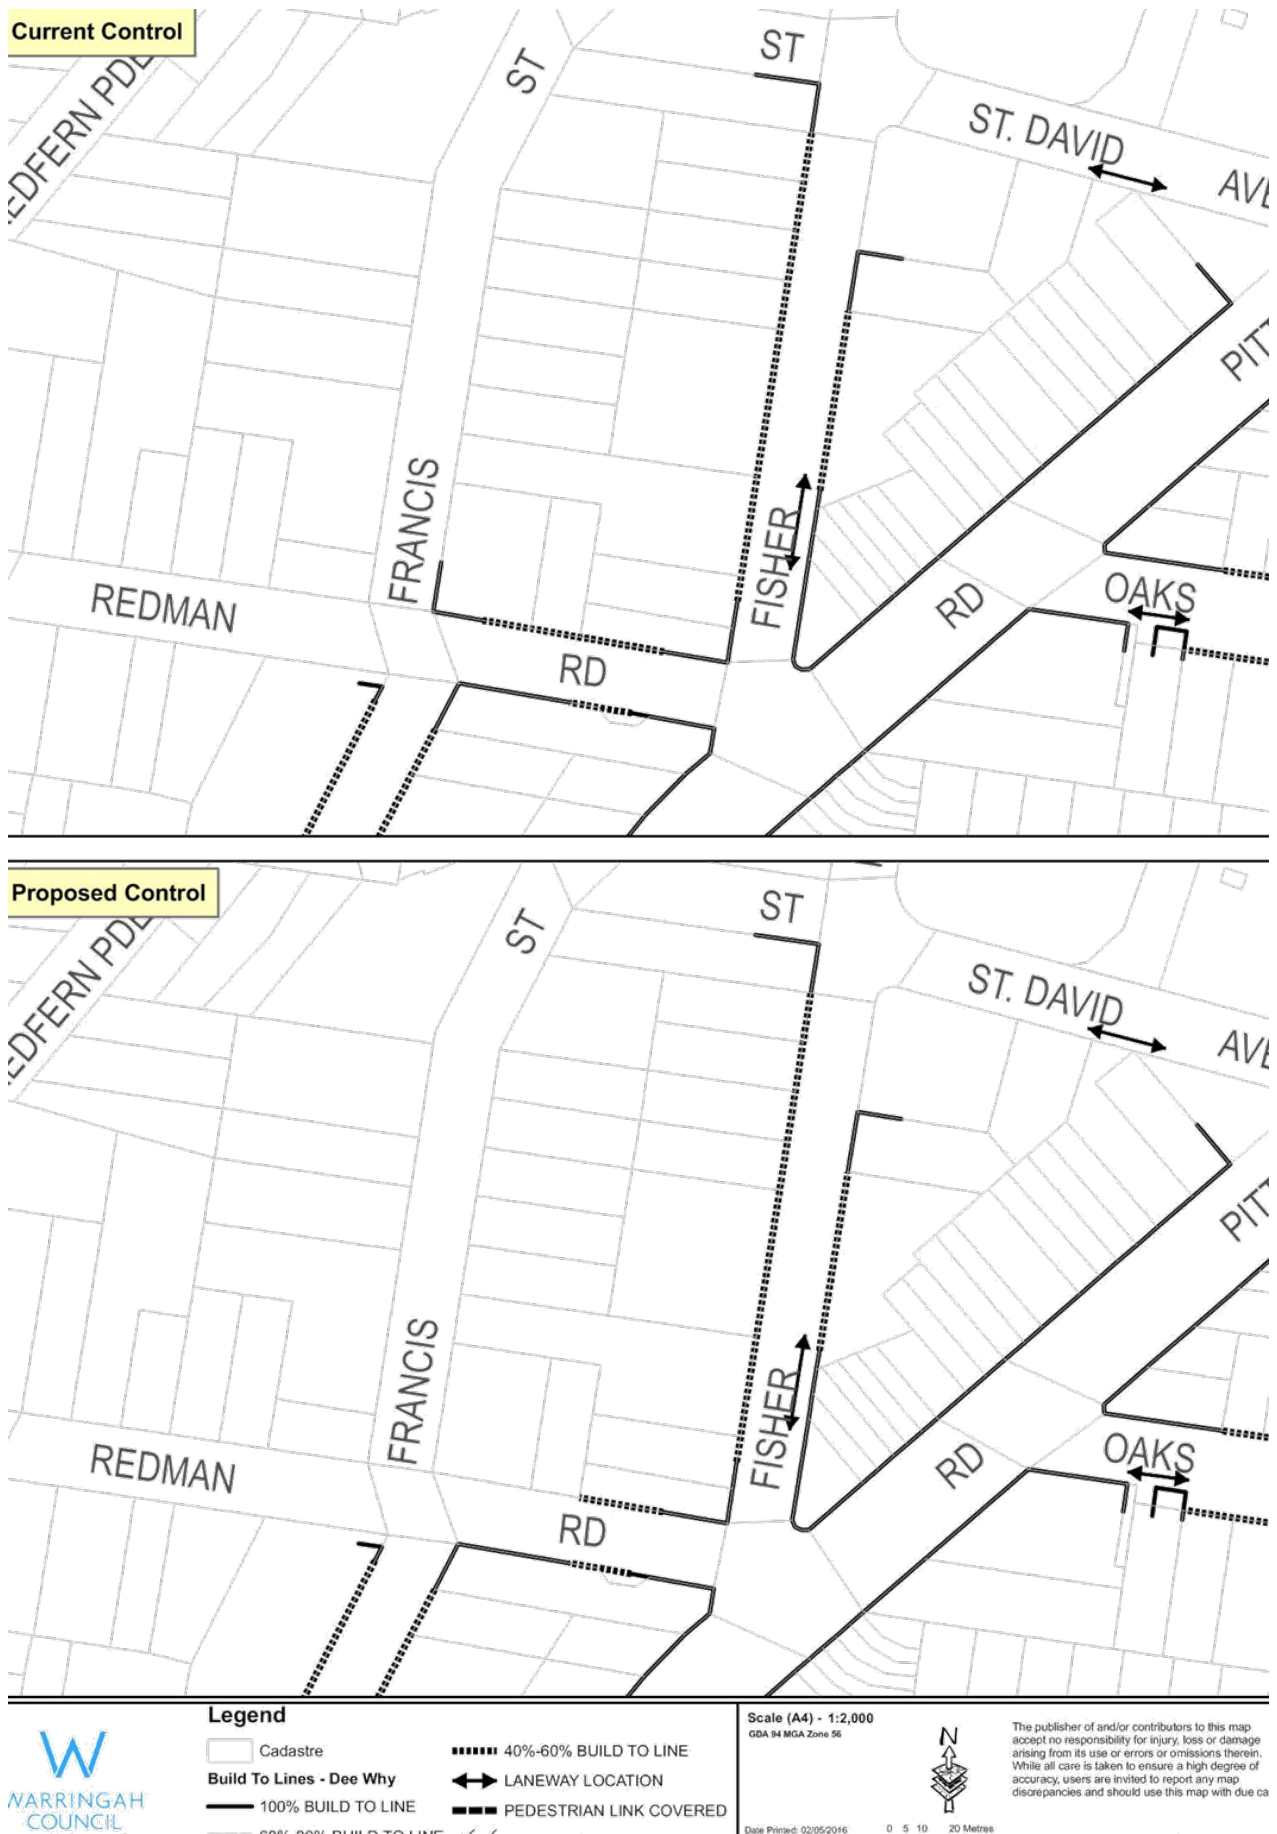 Current Control
ST
ST
ST. DAVID
AVE
PITT
FRANCIS
FISHER
REDMAN
RD
RD
OAKS
Proposed Control
ST
ST
ST. DAVID
AVE
PITT
FRANCIS
FISHER
REDMAN
RD
RD
OAKS
Legend
Cadastre
Build To Lines - Dee Why
100% BUILD TO LINE
40%-60% BUILD TO LINE
LANEWAY LOCATION
PEDESTRIAN LINK COVERED
Scale (A4) - 1:2,000
GDA 94 MGA Zone 56
N
Date Printed: 02/05/2016
0 5 10 20 Metres
The publisher of and/or contributors to this map
accept no responsibility for injury, loss or damage
arising from its use or errors or omissions therein.
While all care is taken to ensure a high degree of
accuracy, users are invited to report any map
discrepancies and should use this map with due ca
WARRINGAH
COUNCIL